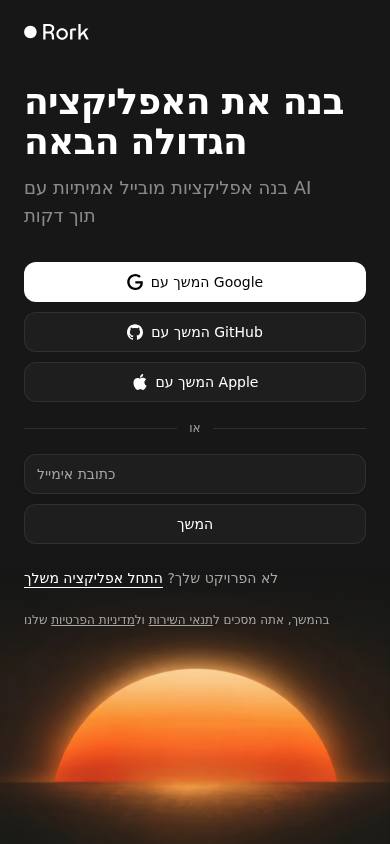 Rork
בנה את האפליקציה
הגדולה הבאה
בנה אפליקציות מובייל אמיתיות עם AI
תוך דקות
המשך עם Google
המשך עם GitHub
המשך עם Apple
או
כתובת אימייל
המשך
לא הפרויקט שלך? התחל אפליקציה משלך
בהמשך, אתה מסכים לתנאי השירות ולמדיניות הפרטיות שלנו